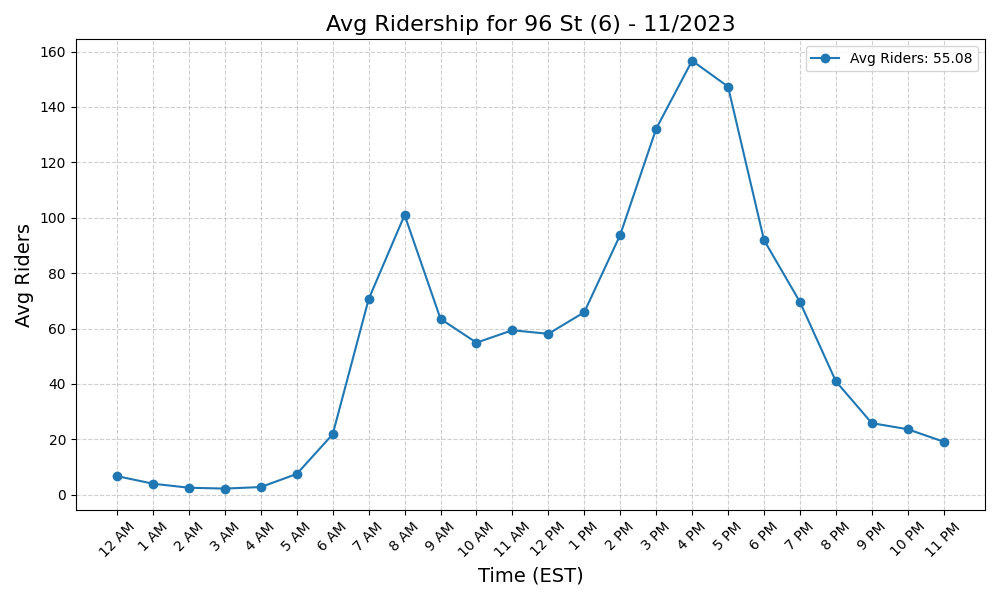 Avg Ridership for 96 St (6) - 11/2023
Avg Riders: 55.08
Avg Riders
160
140
120
100
80
60
40
20
0
12 AM
1 AM
2 AM
3 AM
4 AM
5 AM
6 AM
7 AM
8 AM
9 AM
10 AM
11 AM
12 PM
1 PM
2 PM
3 PM
4 PM
5 PM
6 PM
7 PM
8 PM
9 PM
10 PM
11 PM
Time (EST)